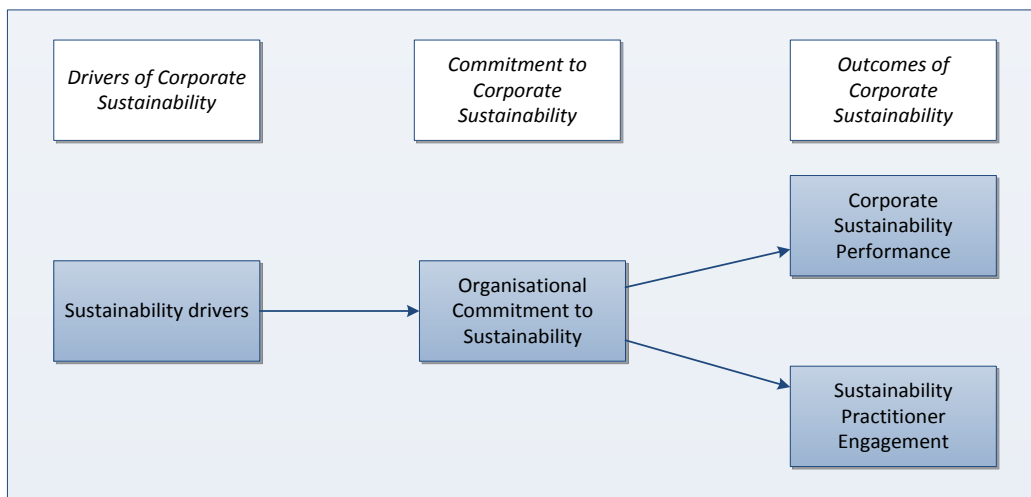 Drivers of Corporate
Sustainability
Commitment to
Corporate
Sustainability
Outcomes of
Corporate
Sustainability
Sustainability drivers
Organisational
Commitment to
Sustainability
Corporate
Sustainability
Performance
Sustainability
Practitioner
Engagement